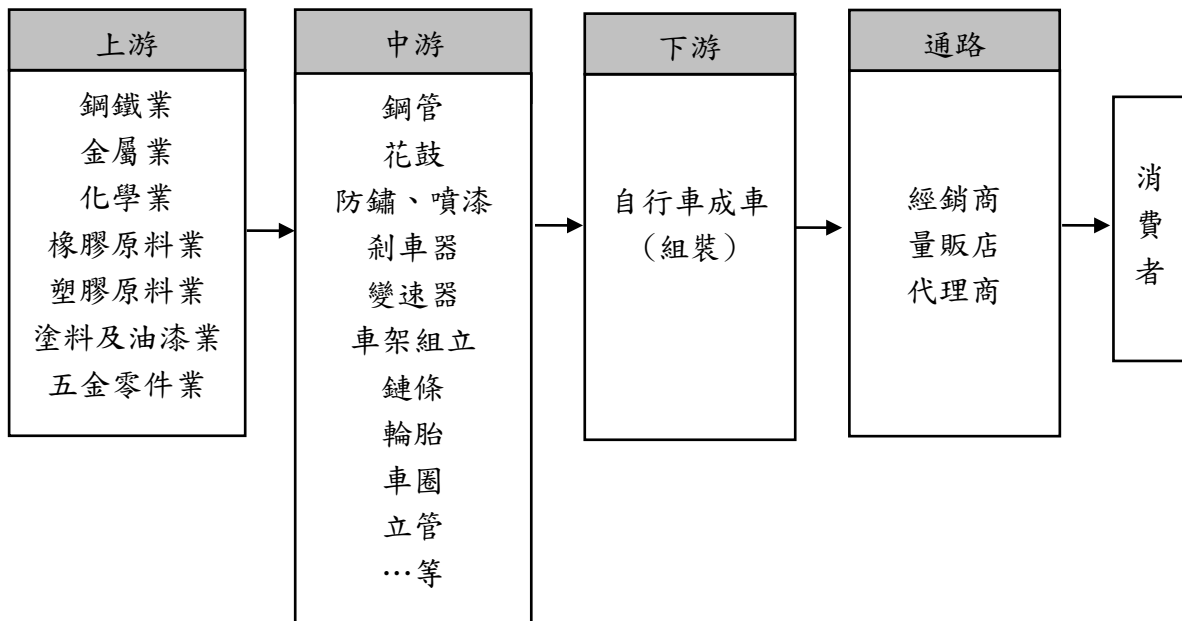 上游
鋼鐵業
金屬業
化學業
橡膠原料業
塑膠原料業
塗料及油漆業
五金零件業
中游
鋼管
花鼓
防鏽、噴漆
剎車器
變速器
車架組立
鏈條
輪胎
車圈
立管
…等
下游
自行車成車
（組裝）
通路
經銷商
量販店
代理商
消
費
者